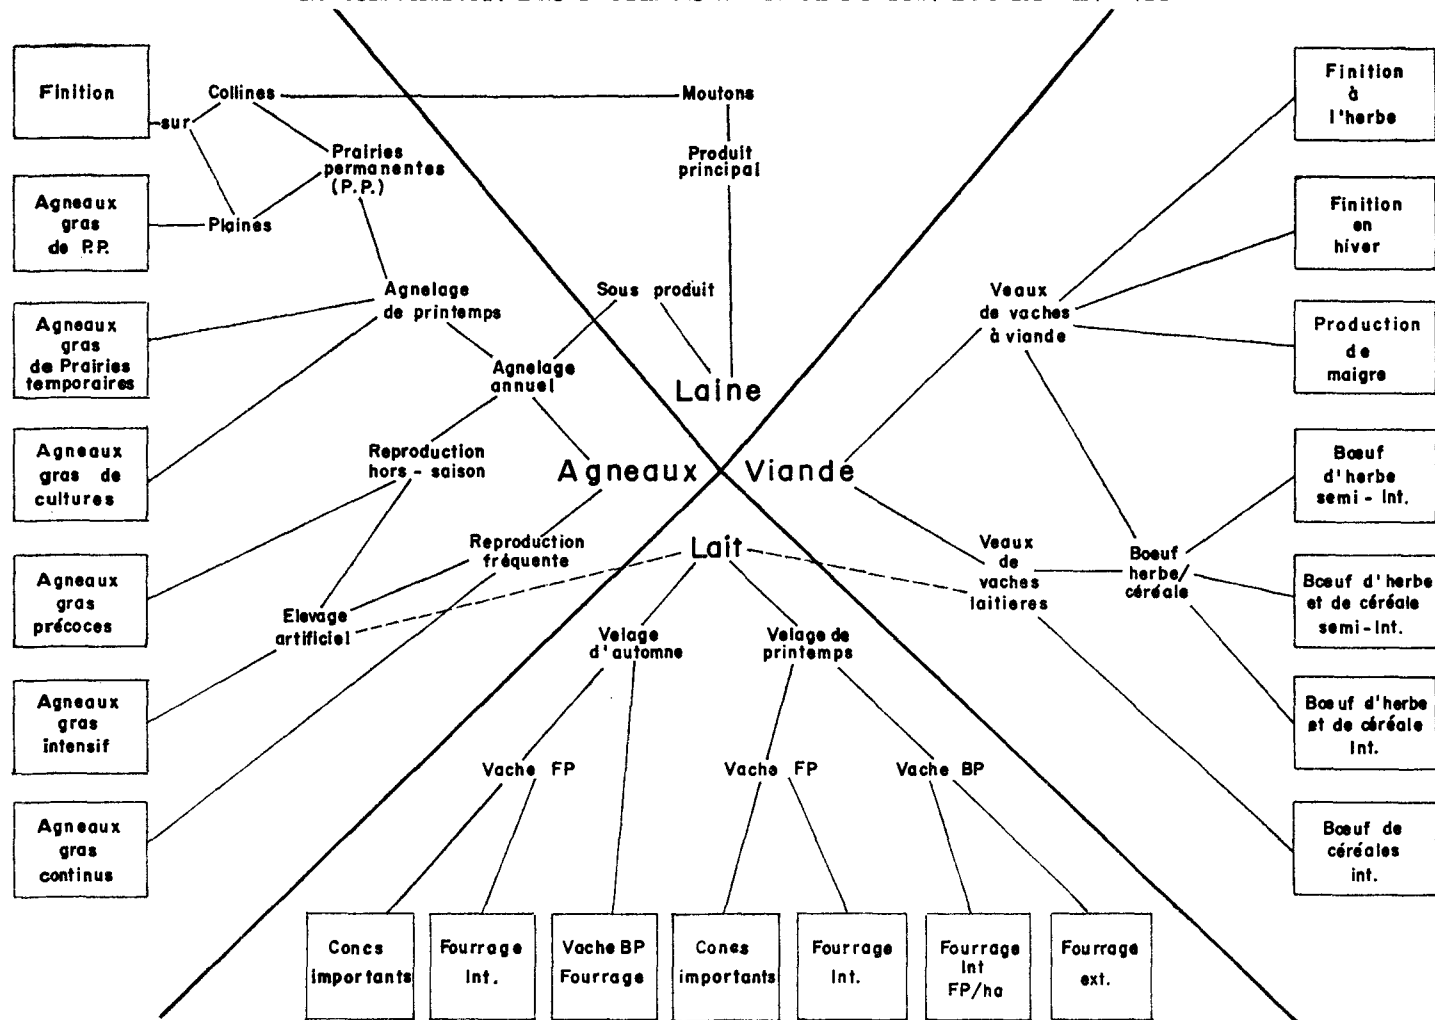 Finition
sur
Collines
Moutons
Prairies
permanentes
(P.P.)
Produit
principal
Agneaux
gras
de P.P.
Plaines
Agnelage
de printemps
Sous produit
Agneaux
gras
de Prairies
temporaires
Agnelage
annuel
Laine
Agneaux
gras de
cultures
Reproduction
hors - saison
Agneaux
Viande
Reproduction
fréquente
Lait
Agneaux
gras
précoces
Elevage
artificiel
Agneaux
gras
intensif
Agneaux
gras
continus
Velage
d'automne
Velage de
printemps
Vache FP
Vache FP
Vache BP
Concs
importants
Fourrage
Int.
Vache BP
Fourrage
Concs
importants
Fourrage
Int.
Fourrage
Int
FP/ha
Fourrage
ext.
Veaux
de vaches
à viande
Veaux
de
vaches
laitieres
Bœuf
herbe/
céréale
Finition
à
l'herbe
Finition
en
hiver
Production
de
maigre
Bœuf
d'herbe
semi - Int.
Bœuf d'herbe
et de céréale
semi-Int.
Bœuf d'herbe
et de céréale
Int.
Bœuf de
céréales
int.